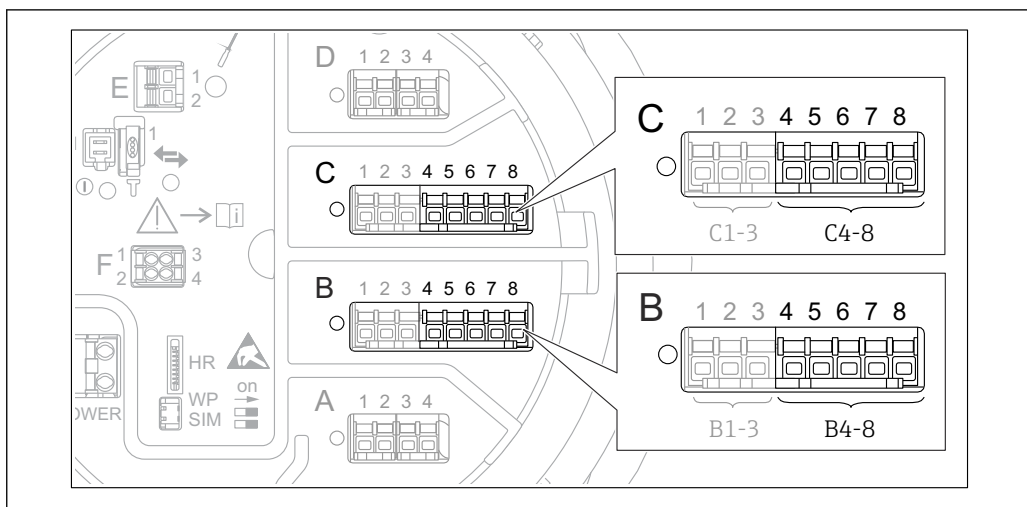 D 1 2 3 4
E 1
2
1
C 1 2 3 4 5 6 7 8
i
F 1 3
2 4
B 1 2 3 4 5 6 7 8
HR
WP on
SIM
OWER
A 1 2 3 4
C 1 2 3 4 5 6 7 8
C1-3 C4-8
B 1 2 3 4 5 6 7 8
B1-3 B4-8